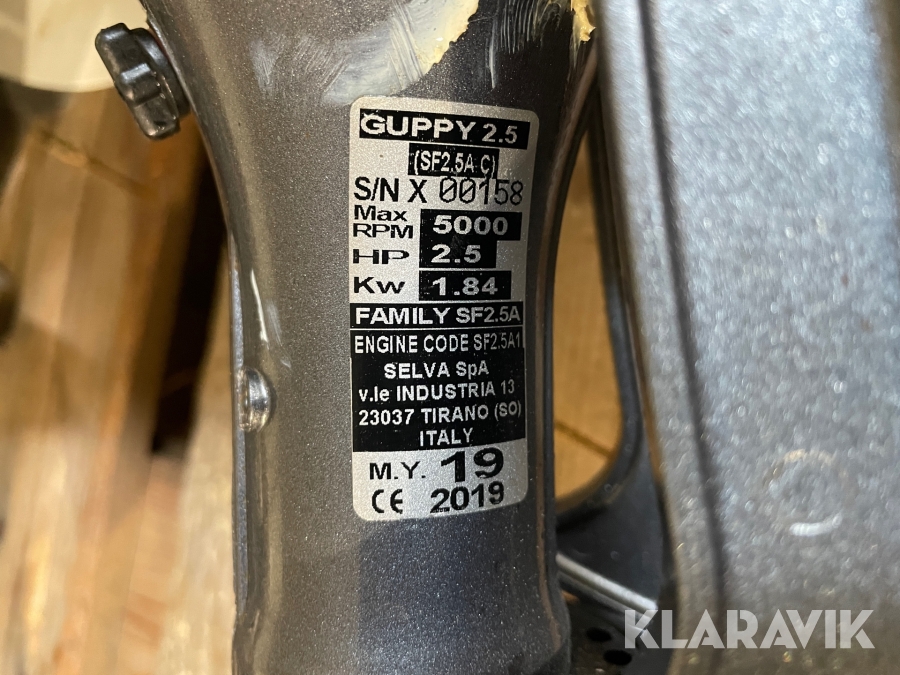 GUPPY 2.5
(SF2.5A C)
S/N X 00158
Max RPM 5000
HP 2.5
Kw 1.84
FAMILY SF2.5A
ENGINE CODE SF2.5A1
SELVA SpA
v.le INDUSTRIA 13
23037 TIRANO (SO)
ITALY
M.Y. 19
CE 2019
KLARAVIK